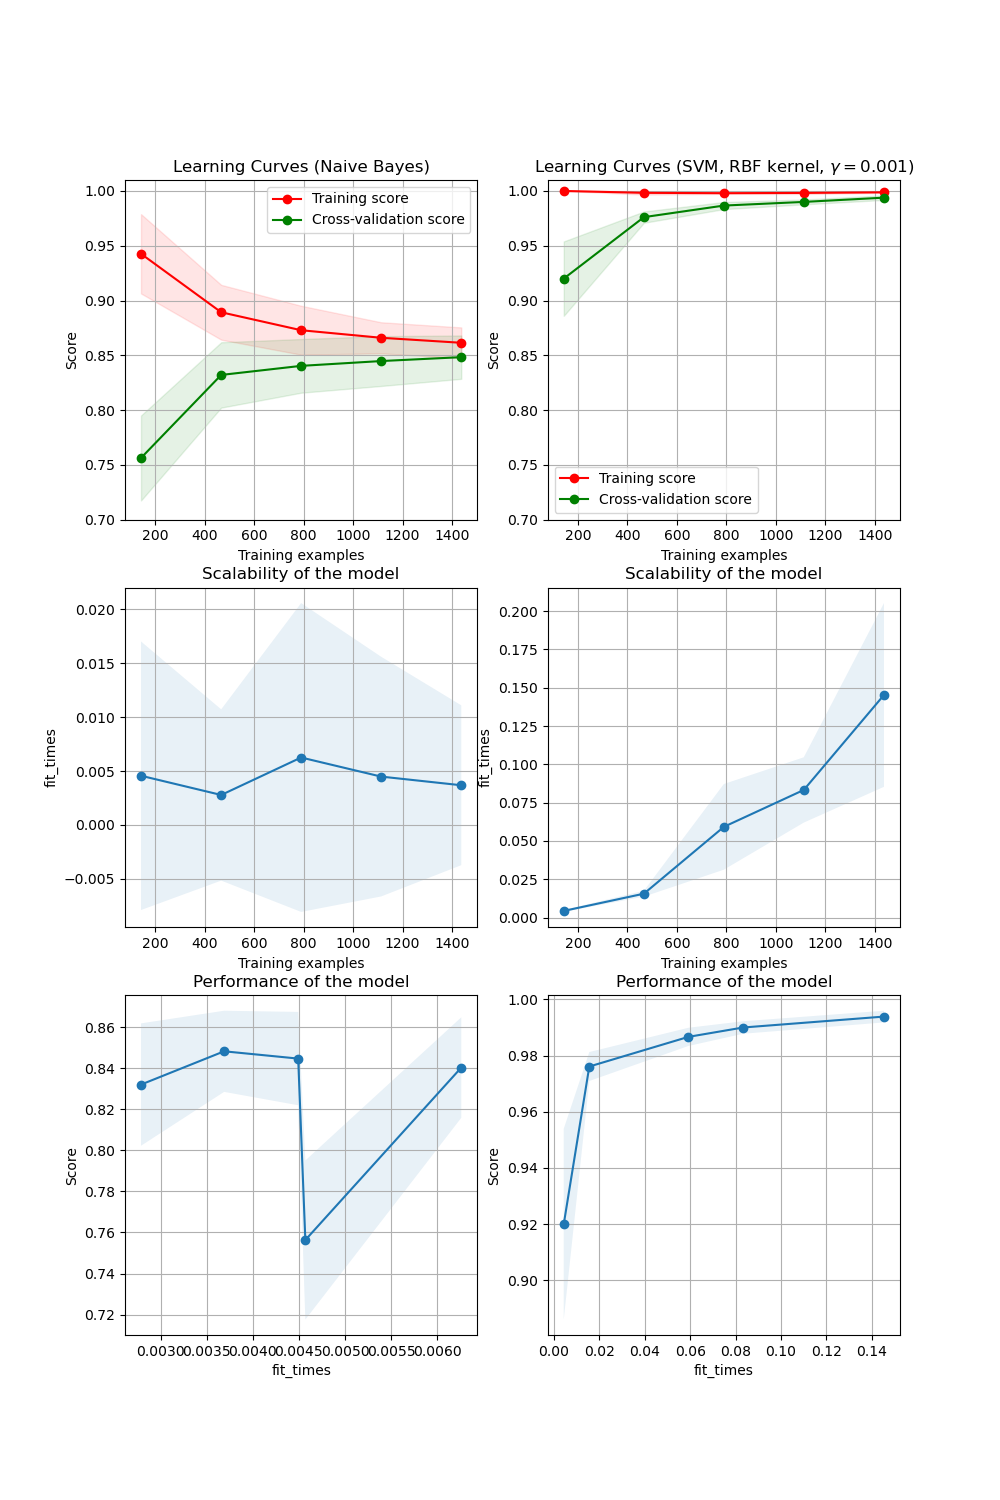 Learning Curves (Naive Bayes)
Score
1.00
0.95
0.90
0.85
0.80
0.75
0.70
Training score
Cross-validation score
200 400 600 800 1000 1200 1400
Training examples
Learning Curves (SVM, RBF kernel, γ = 0.001)
Score
1.00
0.95
0.90
0.85
0.80
0.75
0.70
Training score
Cross-validation score
200 400 600 800 1000 1200 1400
Training examples
Scalability of the model
fit_times
0.020
0.015
0.010
0.005
0.000
−0.005
200 400 600 800 1000 1200 1400
Training examples
Scalability of the model
fit_times
0.200
0.175
0.150
0.125
0.100
0.075
0.050
0.025
0.000
200 400 600 800 1000 1200 1400
Training examples
Performance of the model
Score
0.86
0.84
0.82
0.80
0.78
0.76
0.74
0.72
0.0030 0.0035 0.0040 0.0045 0.0050 0.0055 0.0060
fit_times
Performance of the model
Score
1.00
0.98
0.96
0.94
0.92
0.90
0.00 0.02 0.04 0.06 0.08 0.10 0.12 0.14
fit_times